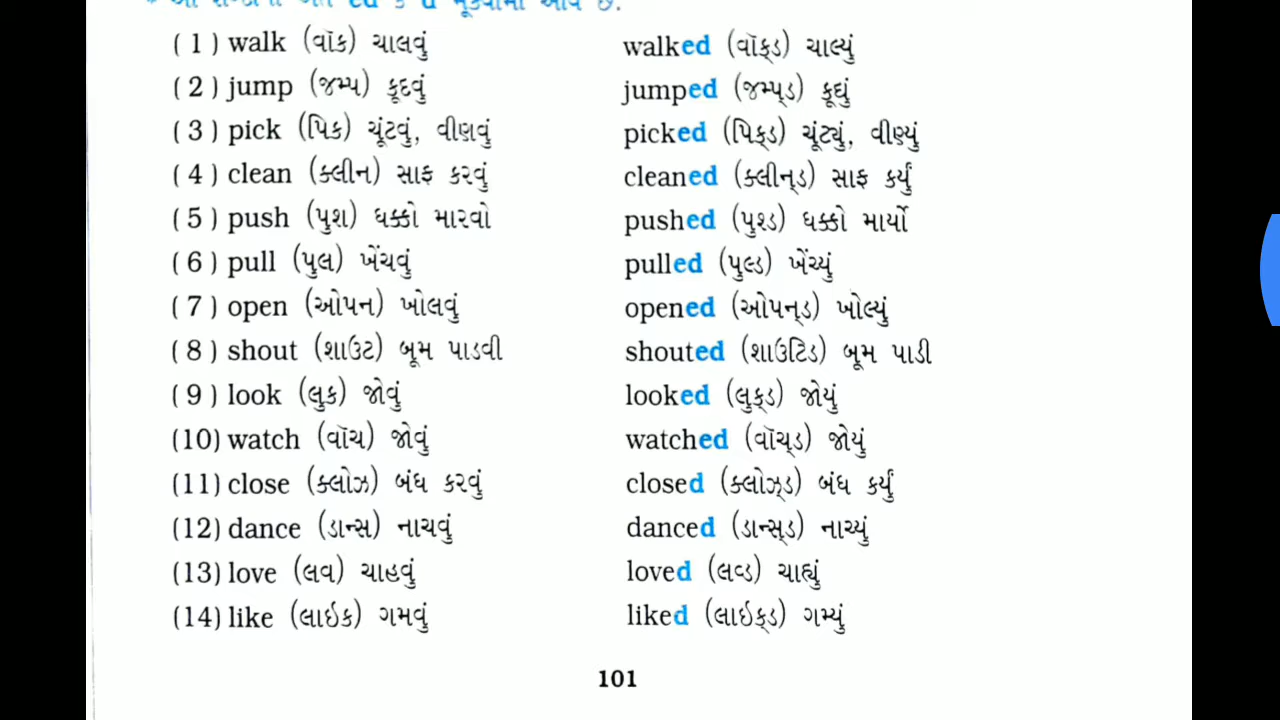 (1) walk (વૉક) ચાલવું walked (વૉક્ડ) ચાલ્યું
(2) jump (જમ્પ) કૂદવું jumped (જમ્પ્ડ) કૂદ્યું
(3) pick (પિક) ચૂંટવું, વીણવું picked (પિક્ડ) ચૂંટ્યું, વીણ્યું
(4) clean (ક્લીન) સાફ કરવું cleaned (ક્લીન્ડ) સાફ કર્યું
(5) push (પુશ) ધક્કો મારવો pushed (પુશ્ડ) ધક્કો માર્યો
(6) pull (પુલ) ખેંચવું pulled (પુલ્ડ) ખેંચ્યું
(7) open (ઓપન) ખોલવું opened (ઓપન્ડ) ખોલ્યું
(8) shout (શાઉટ) બૂમ પાડવી shouted (શાઉટિડ) બૂમ પાડી
(9) look (લુક) જોવું looked (લુક્ડ) જોયું
(10) watch (વૉચ) જોવું watched (વૉચ્ડ) જોયું
(11) close (ક્લોઝ) બંધ કરવું closed (ક્લોઝ્ડ) બંધ કર્યું
(12) dance (ડાન્સ) નાચવું danced (ડાન્સ્ડ) નાચ્યું
(13) love (લવ) ચાહવું loved (લવ્ડ) ચાહ્યું
(14) like (લાઇક) ગમવું liked (લાઇક્ડ) ગમ્યું
101